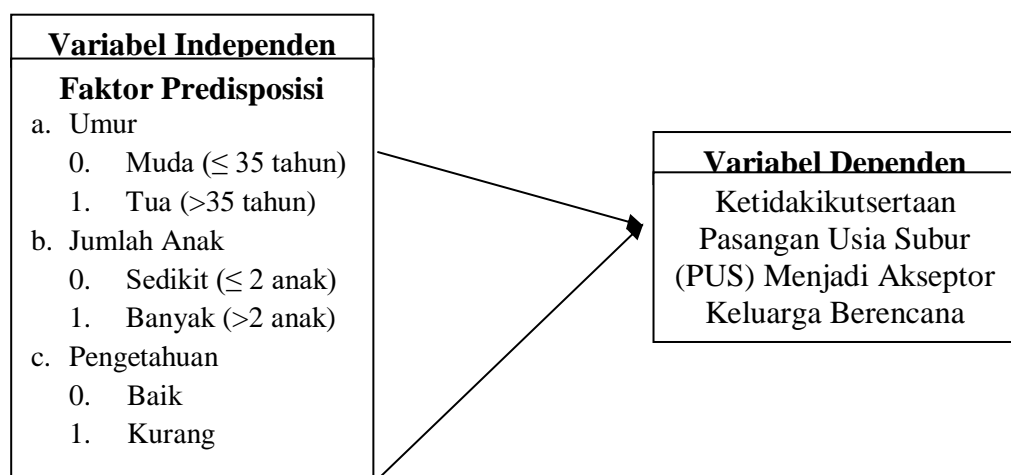 Variabel Independen
Faktor Predisposisi
a. Umur
0. Muda (≤ 35 tahun)
1. Tua (>35 tahun)
b. Jumlah Anak
0. Sedikit (≤ 2 anak)
1. Banyak (>2 anak)
c. Pengetahuan
0. Baik
1. Kurang
Variabel Dependen
Ketidakikutsertaan
Pasangan Usia Subur
(PUS) Menjadi Akseptor
Keluarga Berencana